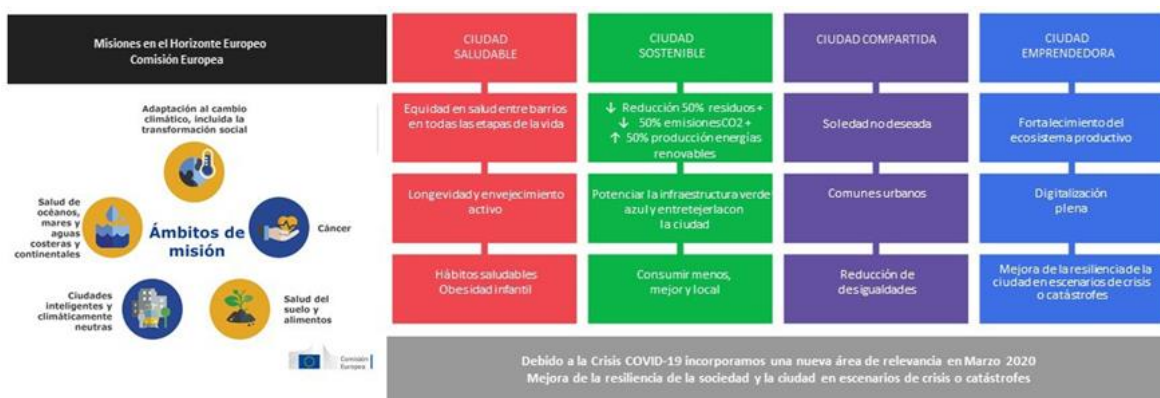 Misiones en el Horizonte Europeo
Comisión Europea
Adaptación al cambio
climático, incluida la
transformación social
Salud de
océanos,
mares y
aguas
costeras y
continentales
Ámbitos de
misión
Cáncer
Ciudades
inteligentes y
climáticamente
neutras
Salud del
suelo y
alimentos
Comisión
Europea
CIUDAD
SALUDABLE
Equidad en salud entre barrios
en todas las etapas de la vida
Longevidad y envejecimiento
activo
Hábitos saludables
Obesidad infantil
CIUDAD
SOSTENIBLE
↓ Reducción 50% residuos +
↓ 50% emisionesCO2 +
↑ 50% producción energías
renovables
Potenciar la infraestructura verde
azul y entretejerlacon
la ciudad
Consumir menos,
mejor y local
CIUDAD COMPARTIDA
Soledad no deseada
Comunes urbanos
Reducción de
desigualdades
CIUDAD
EMPRENDEDORA
Fortalecimiento del
ecosistema productivo
Digitalización
plena
Mejora de la resiliencia de la
ciudad en escenarios de crisis
o catástrofes
Debido a la Crisis COVID-19 incorporamos una nueva área de relevancia en Marzo 2020
Mejora de la resiliencia de la sociedad y la ciudad en escenarios de crisis o catástrofes